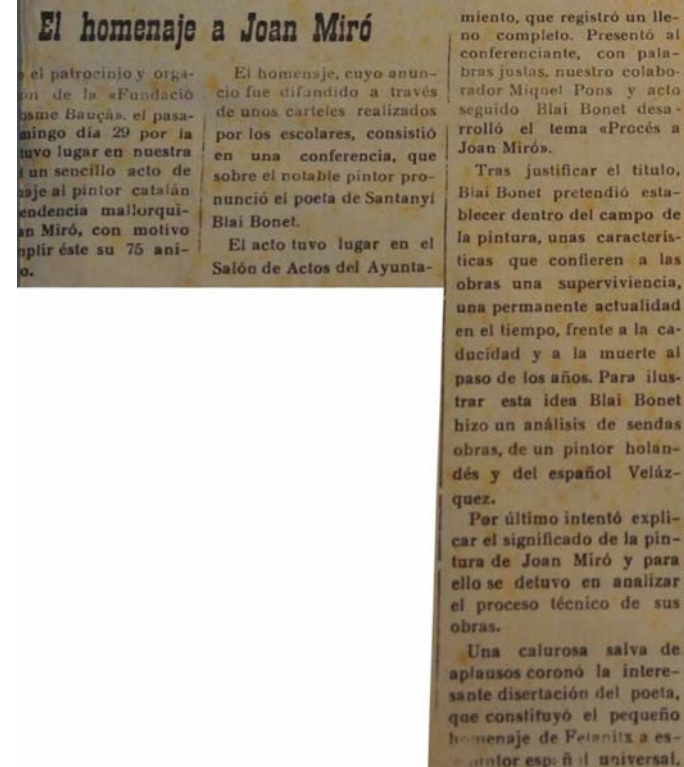 El homenaje a Joan Miró
el patrocinio y orga-
de la «Fundació
Bauçà». el pasa-
día 29 por la
tuvo lugar en nuestra
un sencillo acto de
al pintor catalán
mallorqui-
Miró, con motivo
éste su 75 ani-
El homenaje, cuyo anun-
cio fue difundido a través
de unos carteles realizados
por los escolares, consistió
en una conferencia, que
sobre el notable pintor pro-
nunció el poeta de Santanyí
Blai Bonet.
El acto tuvo lugar en el
Salón de Actos del Ayunta-
miento, que registró un lle-
no completo. Presentó al
conferenciante, con pala-
bras justas, nuestro colabo-
rador Miquel Pons y acto
seguido Blai Bonet desa-
rrolló el tema «Procés a
Joan Miró».
Tras justificar el título,
Blai Bonet pretendió esta-
blecer dentro del campo de
la pintura, unas caracterís-
ticas que confieren a las
obras una superviviencia,
una permanente actualidad
en el tiempo, frente a la ca-
ducidad y a la muerte al
paso de los años. Para ilus-
trar esta idea Blai Bonet
hizo un análisis de sendas
obras, de un pintor holan-
dés y del español Veláz-
quez.
Por último intentó expli-
car el significado de la pin-
tura de Joan Miró y para
ello se detuvo en analizar
el proceso técnico de sus
obras.
Una calurosa salva de
aplausos coronó la intere-
sante disertación del poeta,
que constituyó el pequeño
homenaje de Felanitx a es-
universal,